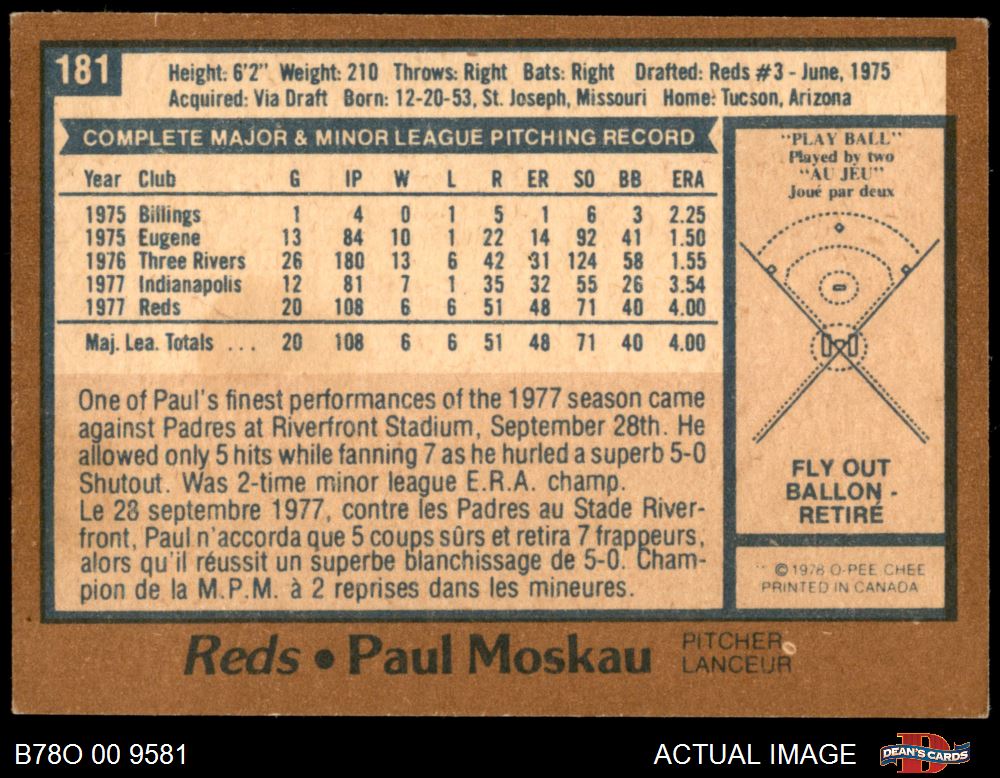 181
Height: 6'2" Weight: 210 Throws: Right Bats: Right Drafted: Reds #3 - June, 1975
Acquired: Via Draft Born: 12-20-53, St. Joseph, Missouri Home: Tucson, Arizona
COMPLETE MAJOR & MINOR LEAGUE PITCHING RECORD
Year Club G IP W L R ER SO BB ERA
1975 Billings 1 4 0 1 5 1 6 3 2.25
1975 Eugene 13 84 10 1 22 14 92 41 1.50
1976 Three Rivers 26 180 13 6 42 31 124 58 1.55
1977 Indianapolis 12 81 7 1 35 32 55 26 3.54
1977 Reds 20 108 6 6 51 48 71 40 4.00
Maj. Lea. Totals ... 20 108 6 6 51 48 71 40 4.00
One of Paul's finest performances of the 1977 season came
against Padres at Riverfront Stadium, September 28th. He
allowed only 5 hits while fanning 7 as he hurled a superb 5-0
Shutout. Was 2-time minor league E.R.A. champ.
Le 28 septembre 1977, contre les Padres au Stade River-
front, Paul n'accorda que 5 coups sûrs et retira 7 frappeurs,
alors qu'il réussit un superbe blanchissage de 5-0. Cham-
pion de la M.P.M. à 2 reprises dans les mineures.
"PLAY BALL"
Played by two
"AU JEU"
Joué par deux
FLY OUT
BALLON -
RETIRÉ
© 1978 O-PEE CHEE
PRINTED IN CANADA
Reds • Paul Moskau
PITCHER
LANCEUR
B78O 00 9581
ACTUAL IMAGE
DEAN'S CARDS